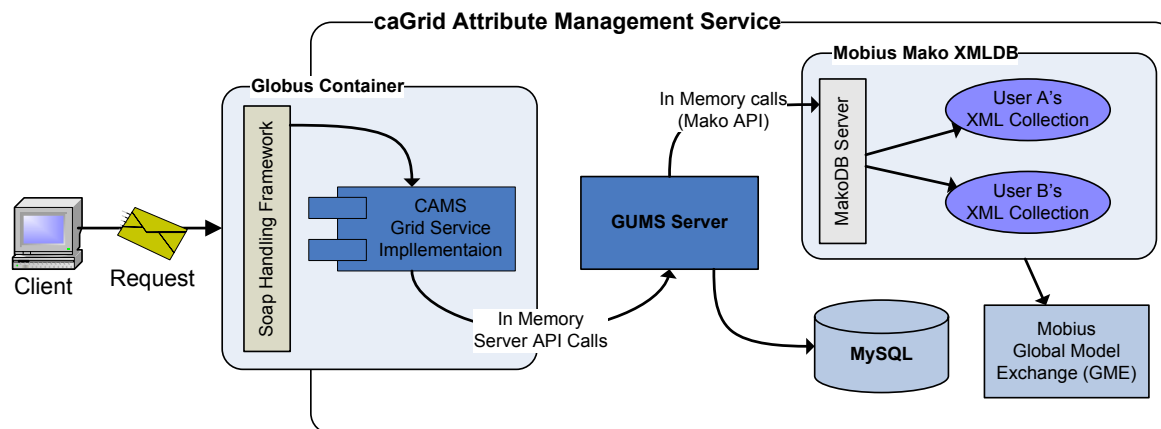 caGrid Attribute Management Service
Globus Container
Soap Handling Framework
CAMS
Grid Service
Impllementaion
Client
Request
In Memory
Server API Calls
GUMS Server
In Memory calls
(Mako API)
Mobius Mako XMLDB
MakoDB Server
User A's
XML Collection
User B's
XML Collection
MySQL
Mobius
Global Model
Exchange (GME)